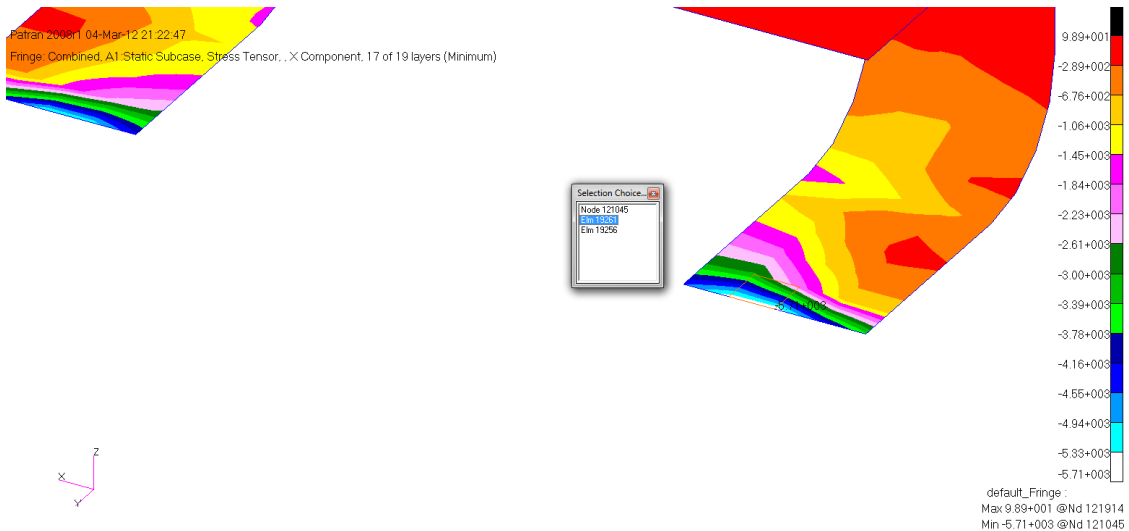 Patran 2008r1 04-Mar-12 21:22:47
Fringe: Combined, A1:Static Subcase, Stress Tensor, , X Component, 17 of 19 layers (Minimum)
Selection Choice...
Node 121045
Elm 19261
Elm 19256
-5.71+003
9.89+001
-2.89+002
-6.76+002
-1.06+003
-1.45+003
-1.84+003
-2.23+003
-2.61+003
-3.00+003
-3.39+003
-3.78+003
-4.16+003
-4.55+003
-4.94+003
-5.33+003
-5.71+003
Z
X
Y
default_Fringe :
Max 9.89+001 @Nd 121914
Min -5.71+003 @Nd 121045